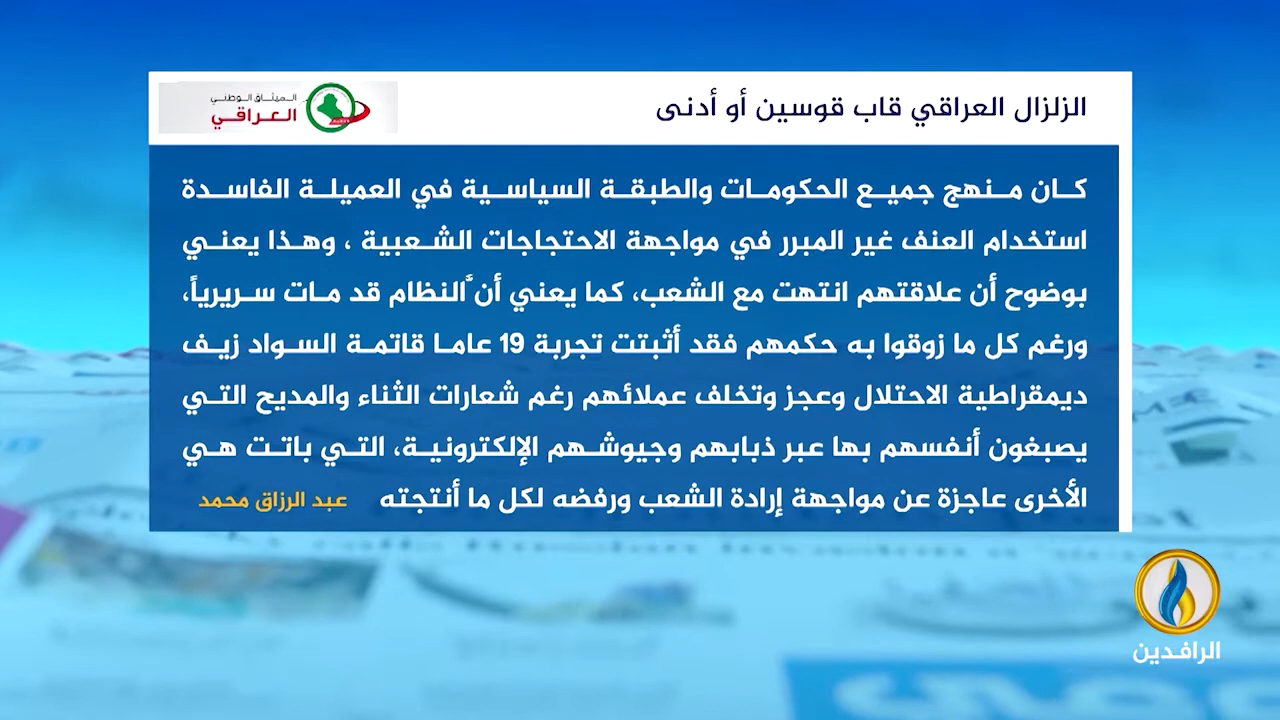 الزلزال العراقي قاب قوسين أو أدنى
الميثاق الوطني
العراقي
كان منهج جميع الحكومات والطبقة السياسية في العميلة الفاسدة
استخدام العنف غير المبرر في مواجهة الاحتجاجات الشعبية ، وهذا يعني
بوضوح أن علاقتهم انتهت مع الشعب، كما يعني أن النظام قد مات سريرياً،
ورغم كل ما زوقوا به حكمهم فقد أثبتت تجربة 19 عاما قاتمة السواد زيف
ديمقراطية الاحتلال وعجز وتخلف عملائهم رغم شعارات الثناء والمديح التي
يصبغون أنفسهم بها عبر ذبابهم وجيوشهم الإلكترونية، التي باتت هي
الأخرى عاجزة عن مواجهة إرادة الشعب ورفضه لكل ما أنتجته
عبد الرزاق محمد
الرافدين